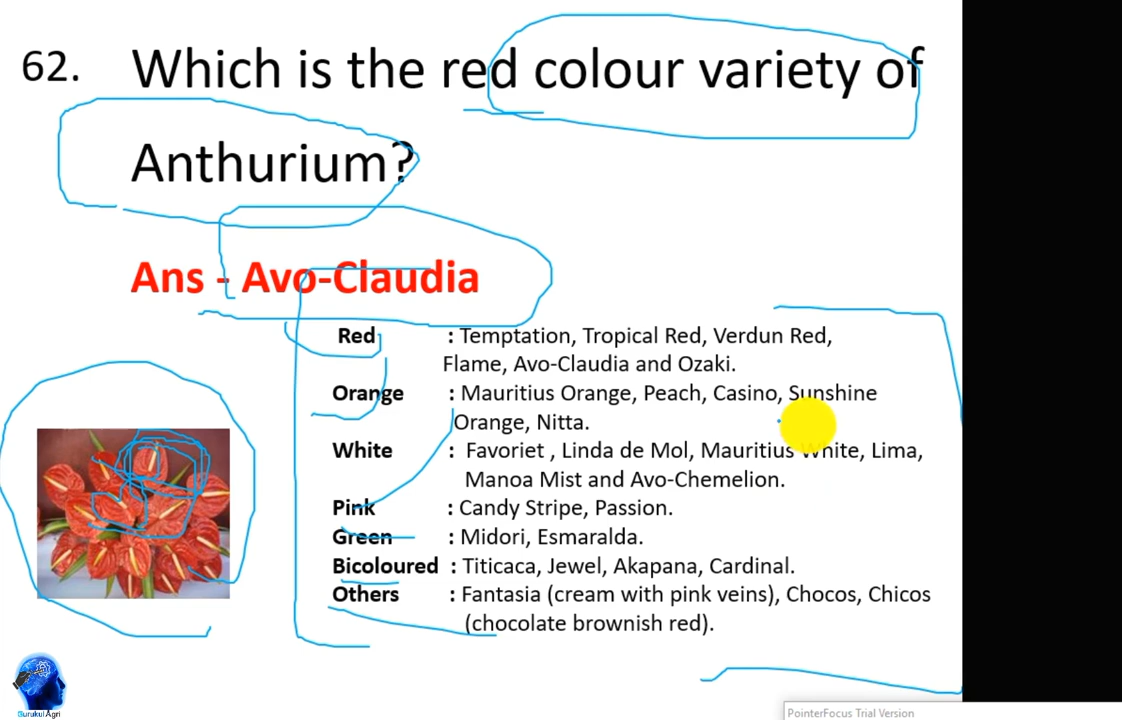 62. Which is the red colour variety of
Anthurium?
Ans - Avo-Claudia
Red : Temptation, Tropical Red, Verdun Red,
Flame, Avo-Claudia and Ozaki.
Orange : Mauritius Orange, Peach, Casino, Sunshine
Orange, Nitta.
White : Favoriet , Linda de Mol, Mauritius White, Lima,
Manoa Mist and Avo-Chemelion.
Pink : Candy Stripe, Passion.
Green : Midori, Esmaralda.
Bicoloured : Titicaca, Jewel, Akapana, Cardinal.
Others : Fantasia (cream with pink veins), Chocos, Chicos
(chocolate brownish red).
Gurukul Agri
PointerFocus Trial Version